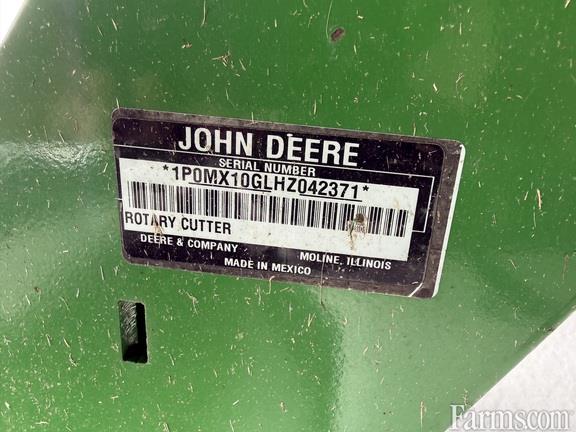 JOHN DEERE
SERIAL NUMBER
*1P0MX10GLHZ042371*
ROTARY CUTTER
DEERE & COMPANY MOLINE, ILLINOIS
MADE IN MEXICO
Farms.com